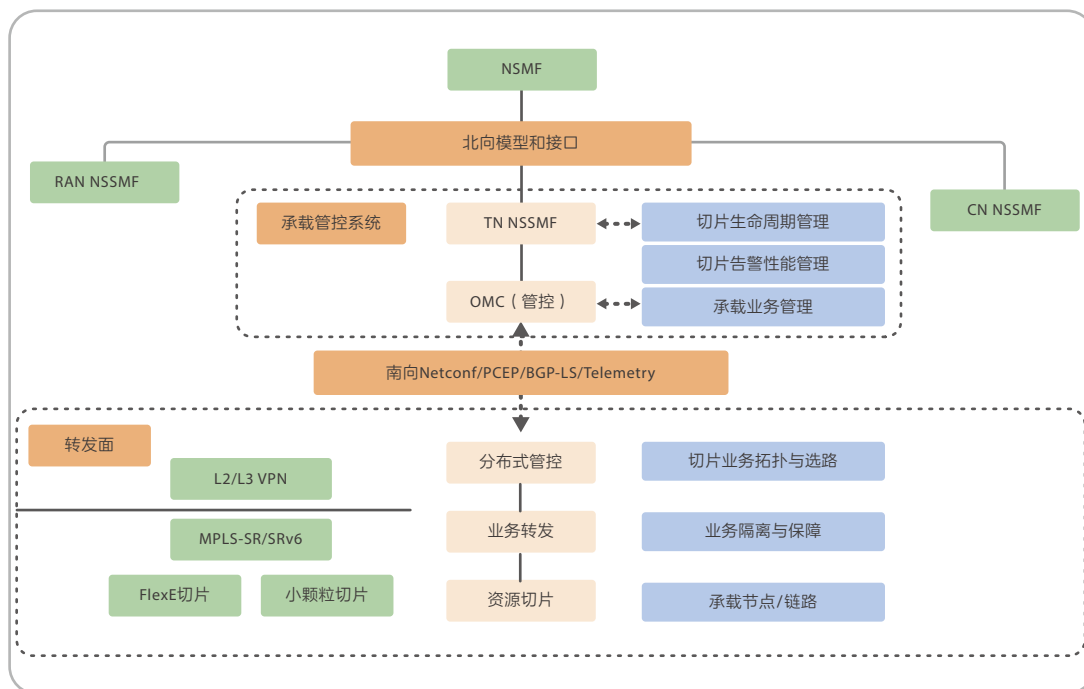 NSMF
北向模型和接口
RAN NSSMF
CN NSSMF
承载管控系统
TN NSSMF
切片生命周期管理
切片告警性能管理
OMC（管控）
承载业务管理
南向Netconf/PCEP/BGP-LS/Telemetry
转发面
分布式管控
切片业务拓扑与选路
L2/L3 VPN
MPLS-SR/SRv6
业务转发
业务隔离与保障
FlexE切片
小颗粒切片
资源切片
承载节点/链路